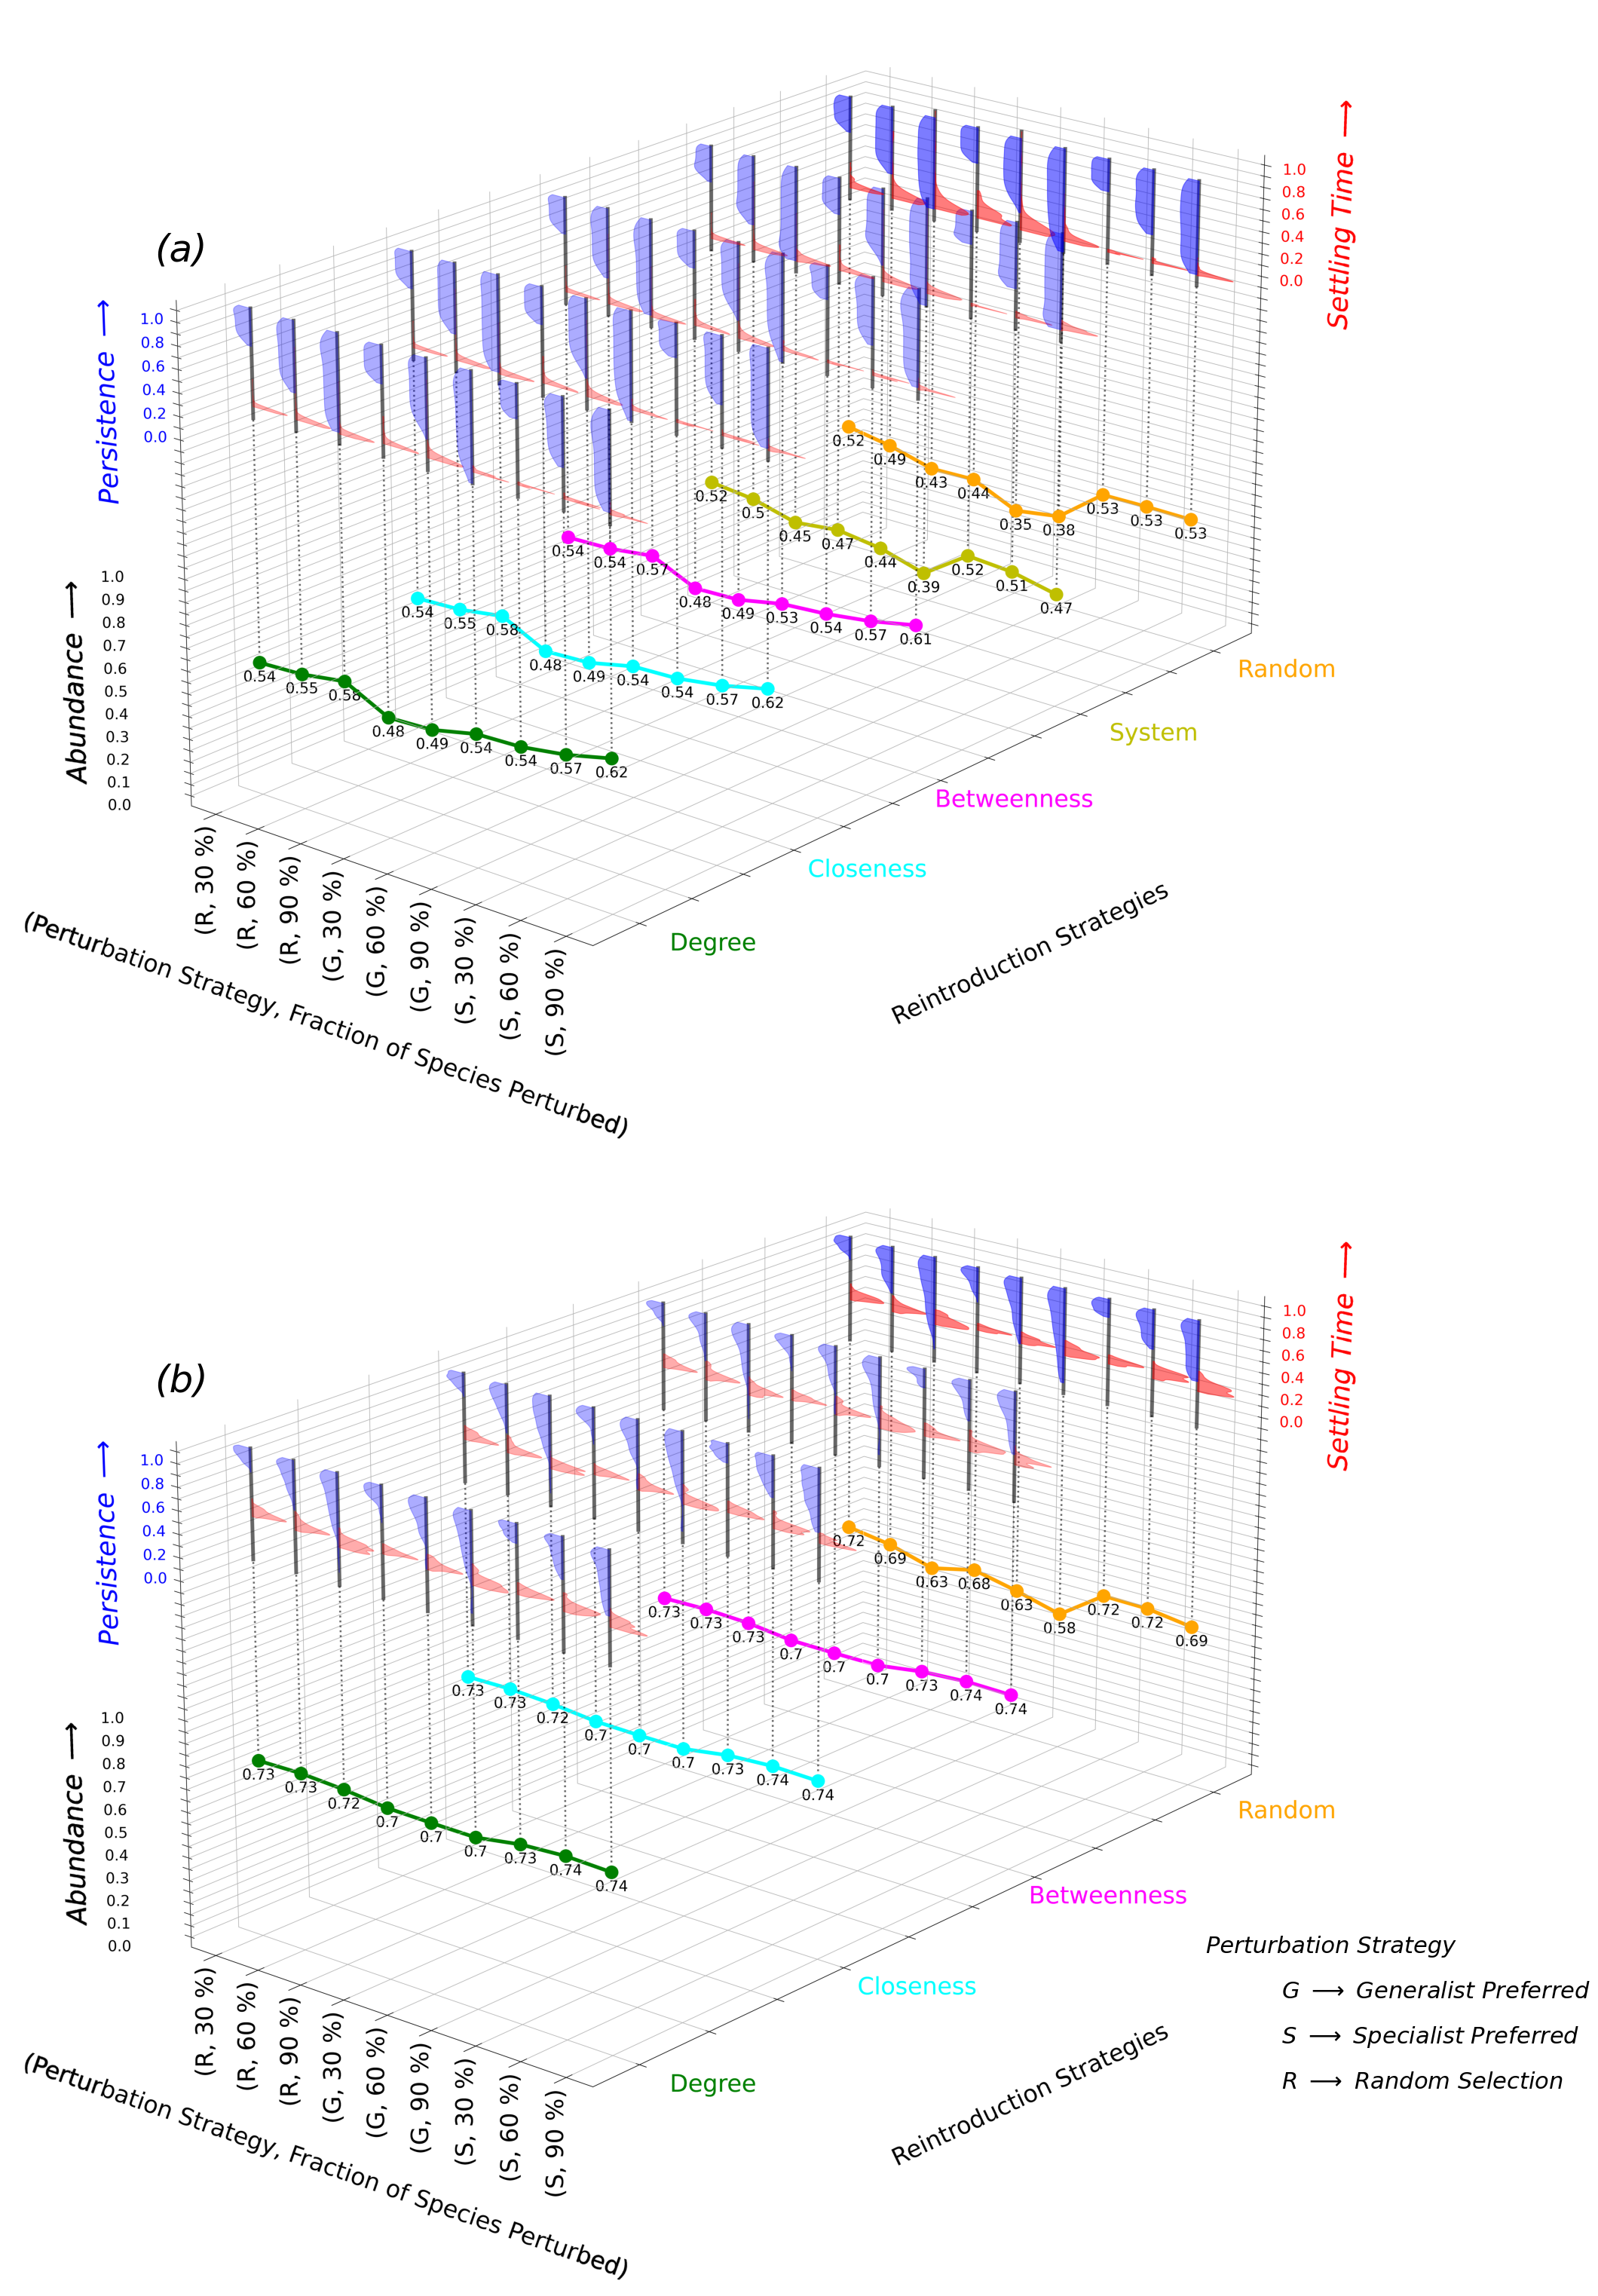 (a)
Persistence ⟶
1.0
0.8
0.6
0.4
0.2
0.0
Settling Time ⟶
1.0
0.8
0.6
0.4
0.2
0.0
Abundance ⟶
1.0
0.9
0.8
0.7
0.6
0.5
0.4
0.3
0.2
0.1
0.0
0.52 0.49 0.43 0.44 0.35 0.38 0.53 0.53 0.53
0.52 0.5 0.45 0.47 0.44 0.39 0.52 0.51 0.47
0.54 0.54 0.57 0.48 0.49 0.53 0.54 0.57 0.61
0.54 0.55 0.58 0.48 0.49 0.54 0.54 0.57 0.62
0.54 0.55 0.58 0.48 0.49 0.54 0.54 0.57 0.62
Random
System
Betweenness
Closeness
Degree
(R, 30 %)
(R, 60 %)
(R, 90 %)
(G, 30 %)
(G, 60 %)
(G, 90 %)
(S, 30 %)
(S, 60 %)
(S, 90 %)
(Perturbation Strategy, Fraction of Species Perturbed)
Reintroduction Strategies
(b)
Persistence ⟶
1.0
0.8
0.6
0.4
0.2
0.0
Settling Time ⟶
1.0
0.8
0.6
0.4
0.2
0.0
Abundance ⟶
1.0
0.9
0.8
0.7
0.6
0.5
0.4
0.3
0.2
0.1
0.0
0.72 0.69 0.63 0.68 0.63 0.58 0.72 0.72 0.69
0.73 0.73 0.73 0.7 0.7 0.7 0.73 0.74 0.74
0.73 0.73 0.72 0.7 0.7 0.7 0.73 0.74 0.74
0.73 0.73 0.72 0.7 0.7 0.7 0.73 0.74 0.74
Random
Betweenness
Closeness
Degree
(R, 30 %)
(R, 60 %)
(R, 90 %)
(G, 30 %)
(G, 60 %)
(G, 90 %)
(S, 30 %)
(S, 60 %)
(S, 90 %)
(Perturbation Strategy, Fraction of Species Perturbed)
Reintroduction Strategies
Perturbation Strategy
G ⟶ Generalist Preferred
S ⟶ Specialist Preferred
R ⟶ Random Selection